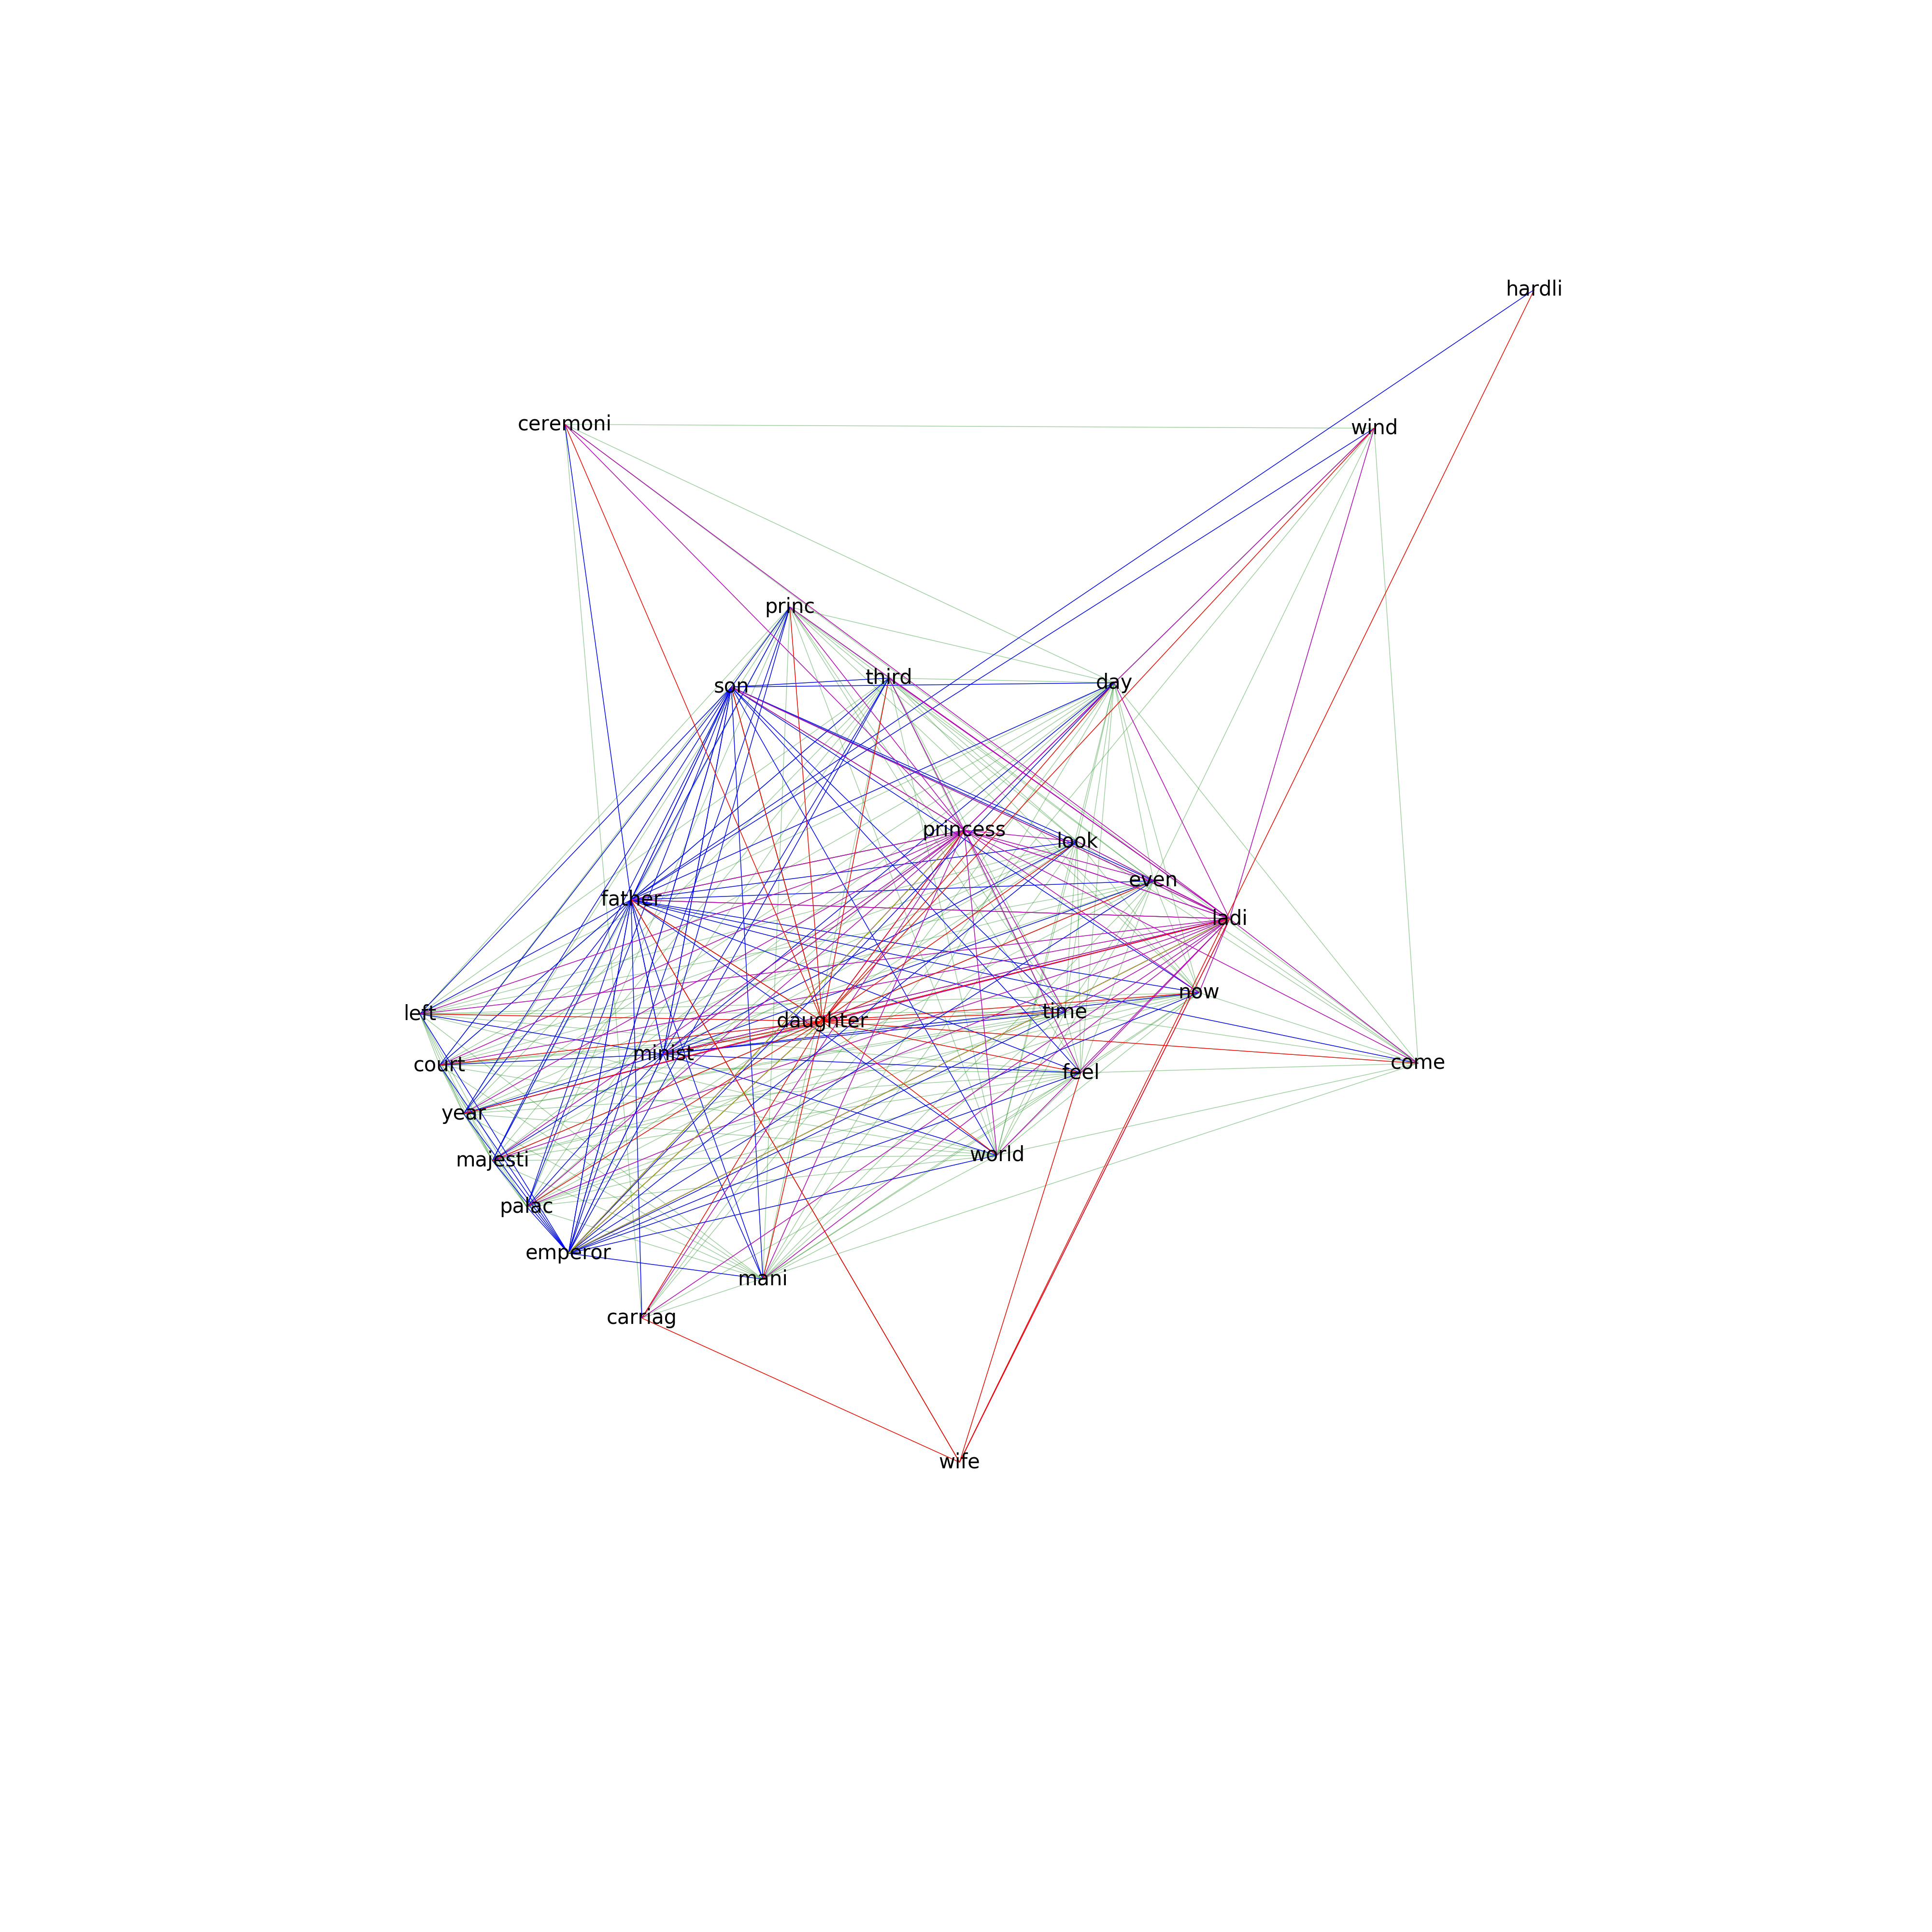 hardli
ceremoni
wind
princ
third
day
son
princess
look
even
father
ladi
now
left
time
daughter
minist
court
come
feel
year
world
majesti
palac
emperor
mani
carriag
wife